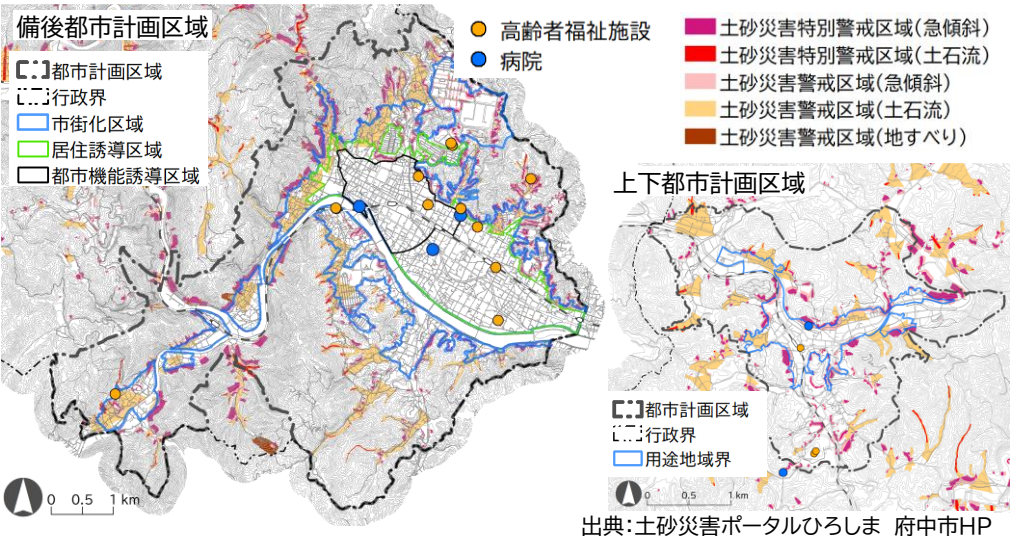 備後都市計画区域
都市計画区域
行政界
市街化区域
居住誘導区域
都市機能誘導区域
高齢者福祉施設
病院
土砂災害特別警戒区域(急傾斜)
土砂災害特別警戒区域(土石流)
土砂災害警戒区域(急傾斜)
土砂災害警戒区域(土石流)
土砂災害警戒区域(地すべり)
上下都市計画区域
都市計画区域
行政界
用途地域界
0 0.5 1 km
0 0.5 1 km
出典:土砂災害ポータルひろしま 府中市HP